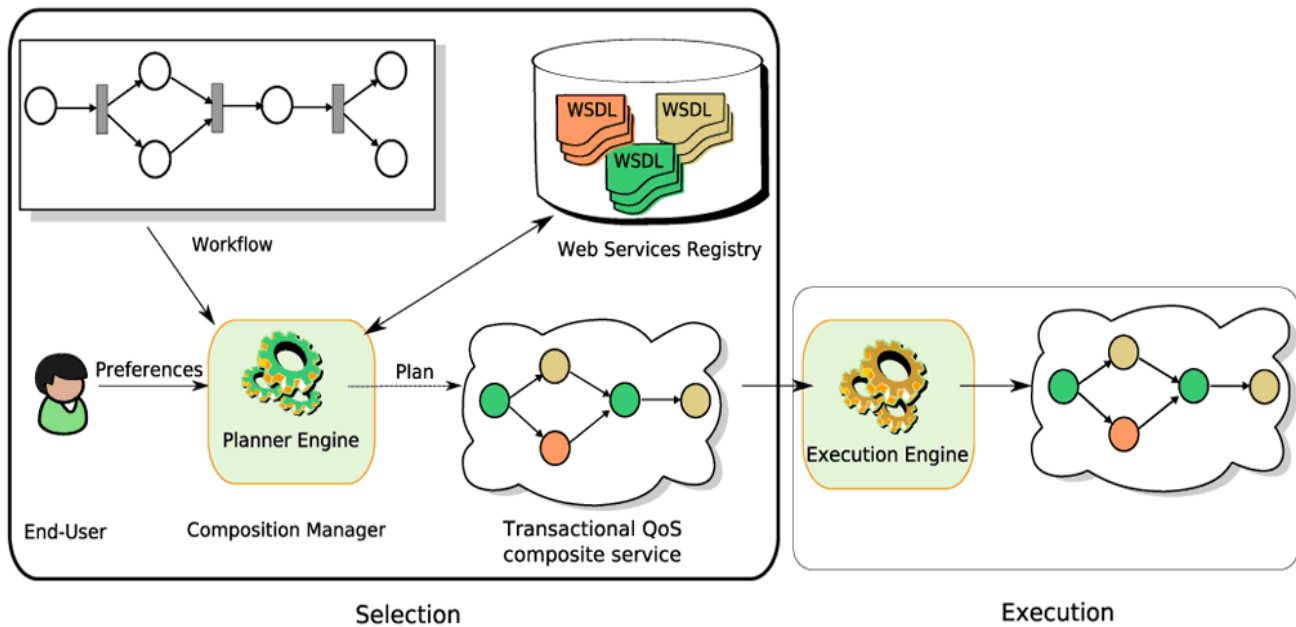 WSDL
WSDL
WSDL
Workflow
Web Services Registry
Preferences
Plan
Planner Engine
Execution Engine
End-User
Composition Manager
Transactional QoS
composite service
Selection
Execution